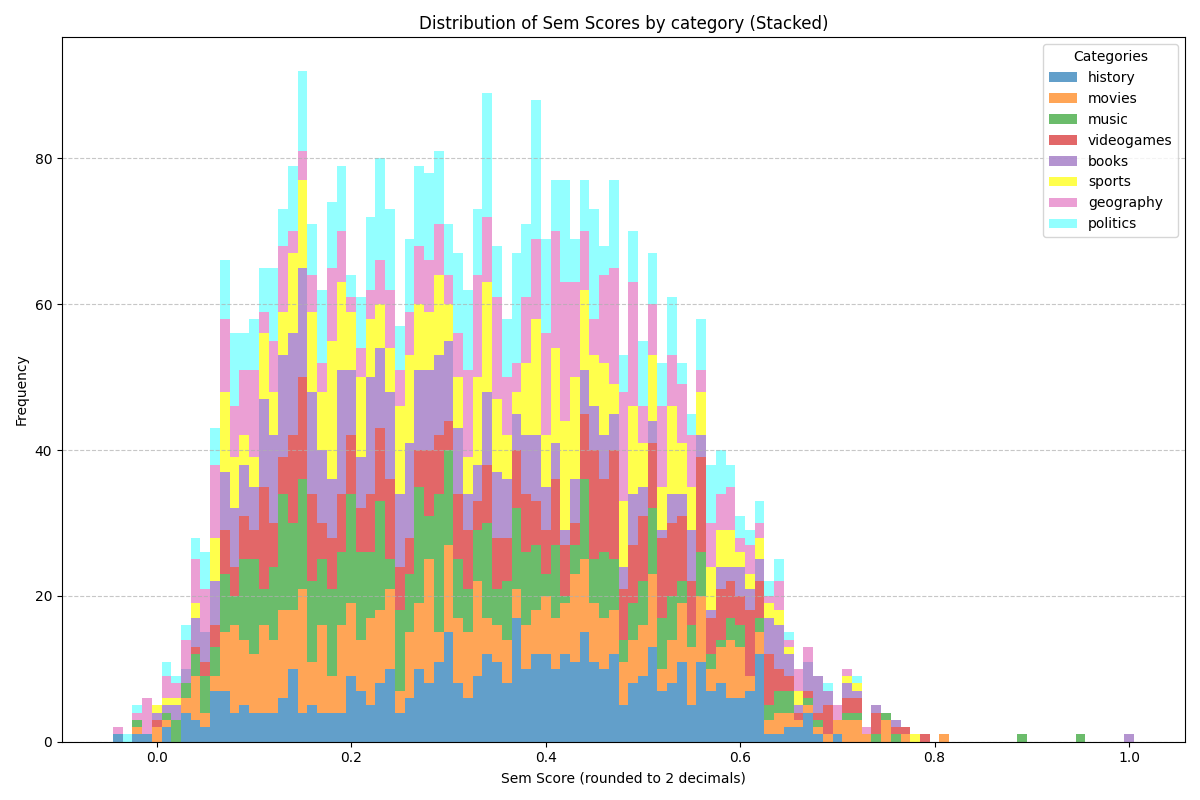 Distribution of Sem Scores by category (Stacked)
Categories
history
movies
music
videogames
books
sports
geography
politics
Frequency
80
60
40
20
0
0.0 0.2 0.4 0.6 0.8 1.0
Sem Score (rounded to 2 decimals)